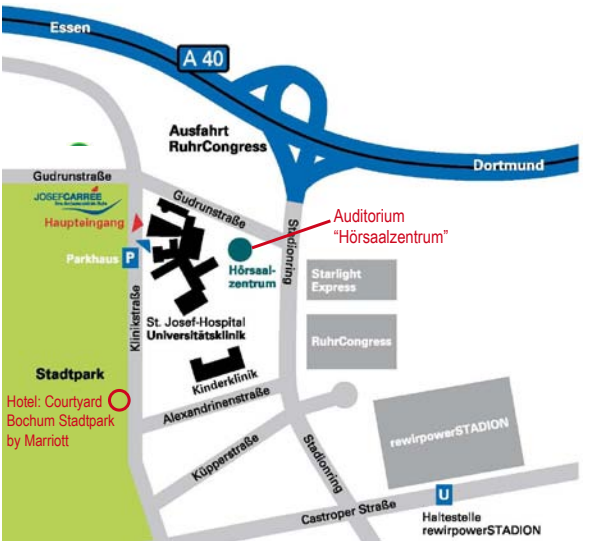 Essen
A 40
Ausfahrt
RuhrCongress
Dortmund
Gudrunstraße
JOSEFCARRÉE
Haupteingang
Gudrunstraße
Auditorium
“Hörsaalzentrum”
Stadionring
Parkhaus P
Hörsaal-
zentrum
Starlight
Express
Klinikstraße
St. Josef-Hospital
Universitätsklinik
RuhrCongress
Stadtpark
Kinderklinik
Hotel: Courtyard
Bochum Stadtpark
by Marriott
Alexandrinenstraße
Küpperstraße
Stadionring
rewirpowerSTADION
U
Castroper Straße
Haltestelle
rewirpowerSTADION